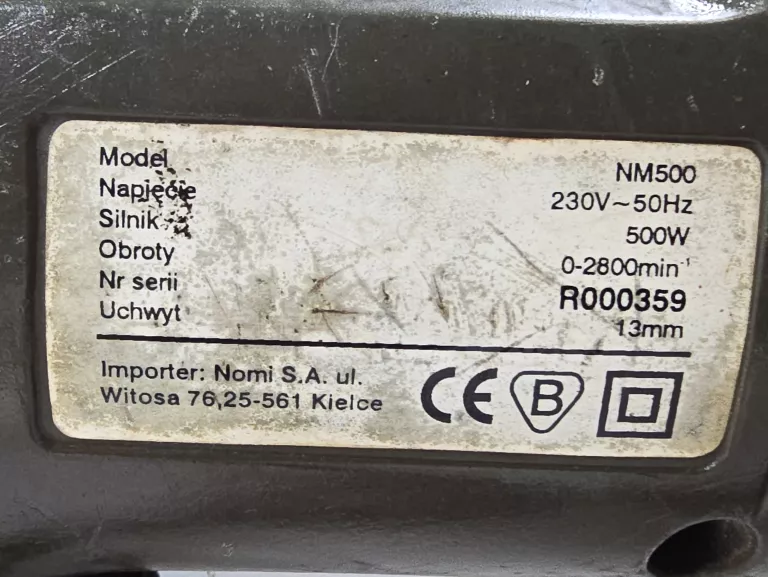 Model NM500
Napięcie 230V~50Hz
Silnik 500W
Obroty 0-2800min⁻¹
Nr serii R000359
Uchwyt 13mm
Importer: Nomi S.A. ul.
Witosa 76,25-561 Kielce
CE B